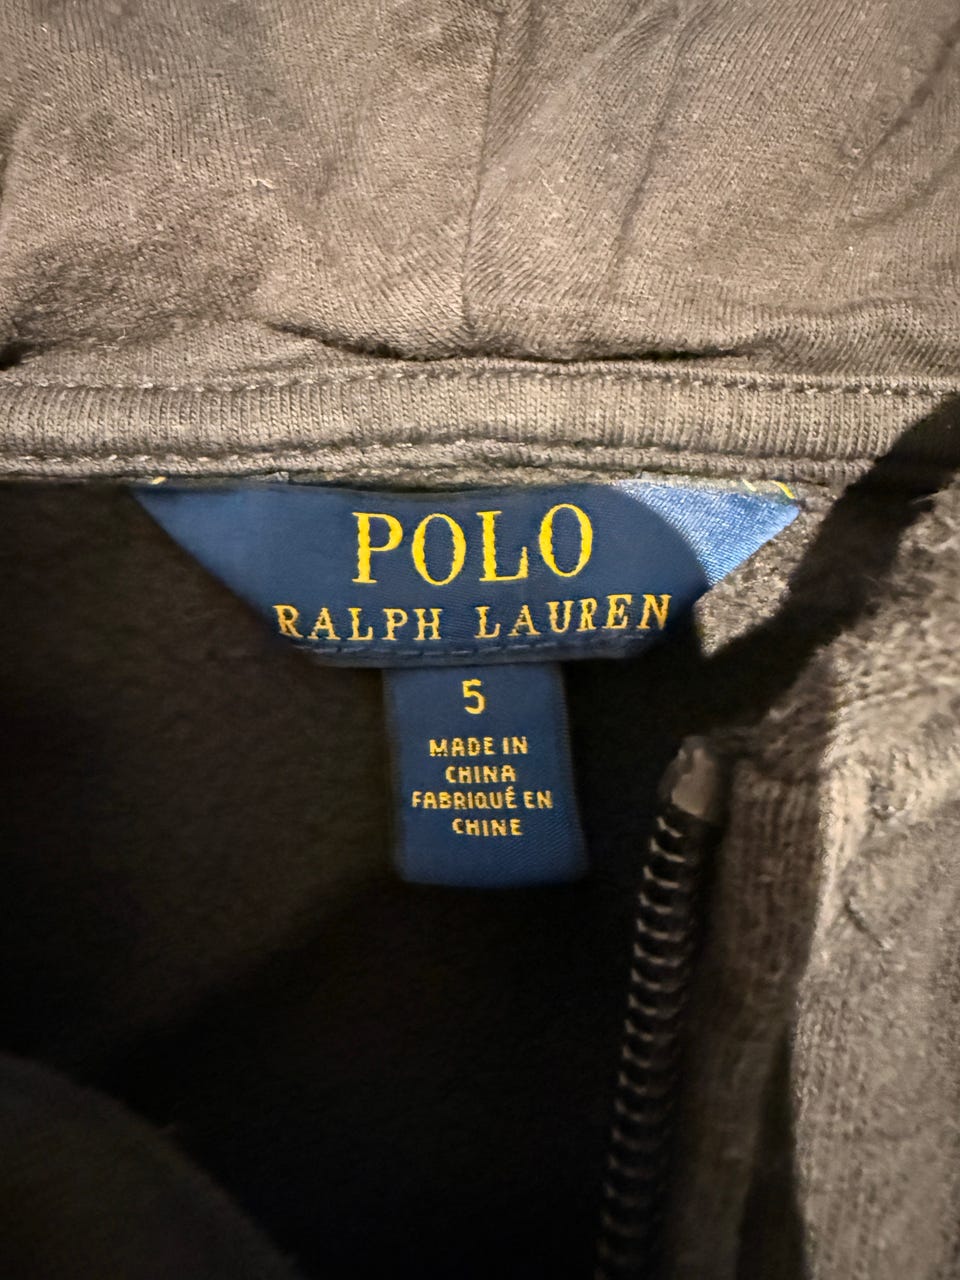 POLO
RALPH LAUREN
5
MADE IN
CHINA
FABRIQUÉ EN
CHINE